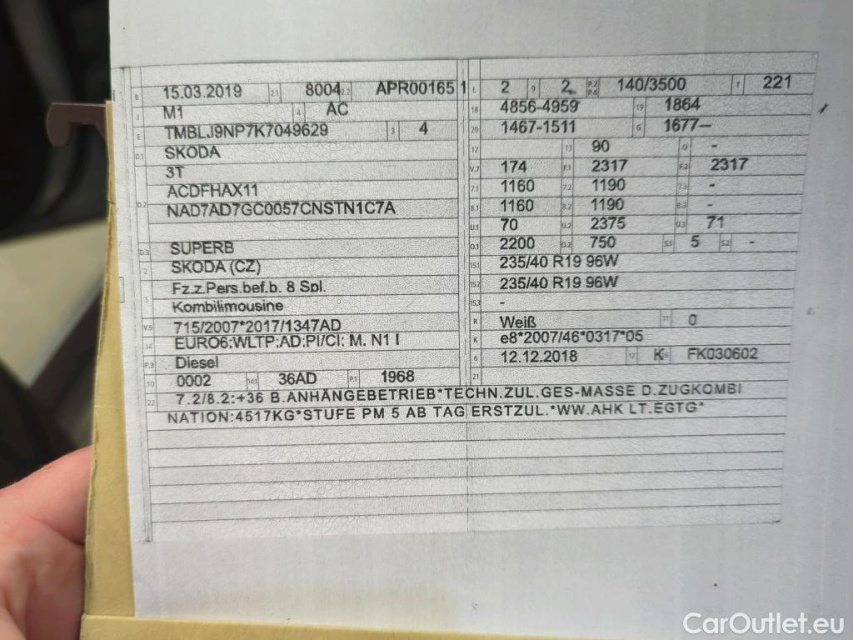 15.03.2019 8004 APR00165 1
M1 AC
TMBLJ9NP7K7049629 4
SKODA
3T
ACDFHAX11
NAD7AD7GC0057CNSTN1C7A
SUPERB
SKODA (CZ)
Fz.z.Pers.bef.b. 8 Spl.
Kombilimousine
715/2007*2017/1347AD
EURO6:WLTP:AD:PI/CI: M. N1 I
Diesel
0002 36AD 1968
2 2 140/3500 221
4856-4959 1864
1467-1511 1677–
90 -
174 2317 2317
1160 1190 -
1160 1190 -
70 2375 71
2200 750 5 -
235/40 R19 96W
235/40 R19 96W
-
Weiß 0
e8*2007/46*0317*05
12.12.2018 K FK030602
7.2/8.2:+36 B.ANHÄNGEBETRIEB*TECHN.ZUL.GES-MASSE D.ZUGKOMBI
NATION:4517KG*STUFE PM 5 AB TAG ERSTZUL.*WW.AHK LT.EGTG*
CarOutlet.eu